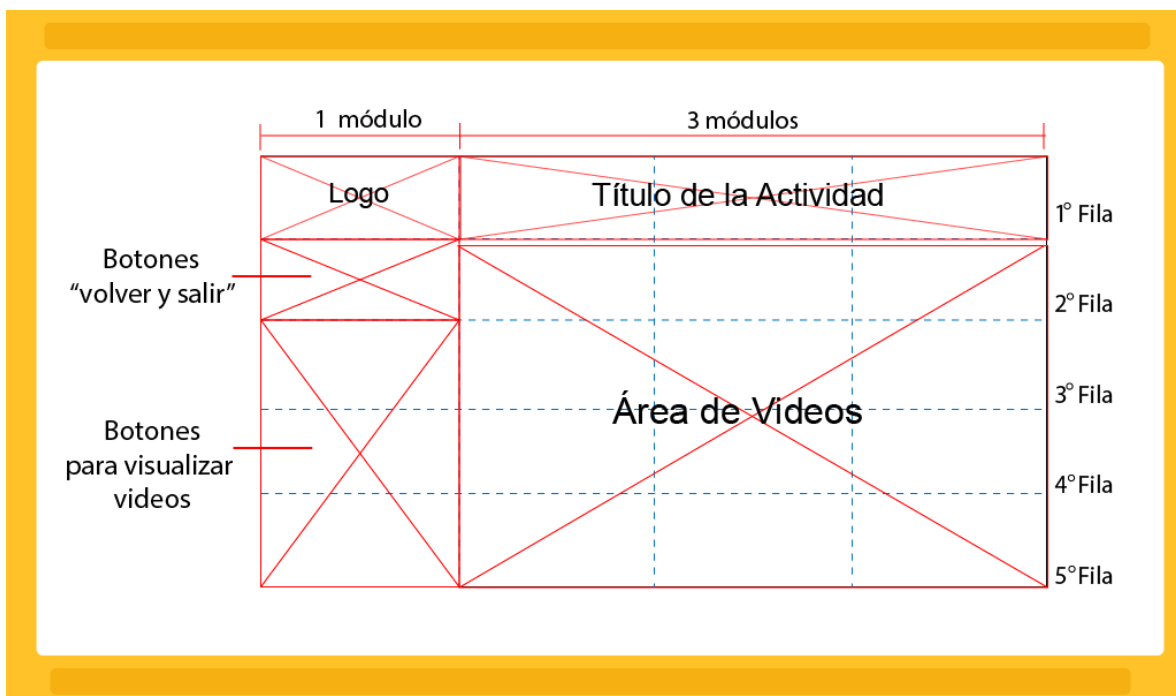 1 módulo
3 módulos
Logo
Título de la Actividad
1° Fila
Botones
“volver y salir”
2° Fila
3° Fila
Área de Videos
Botones
para visualizar
videos
4° Fila
5° Fila